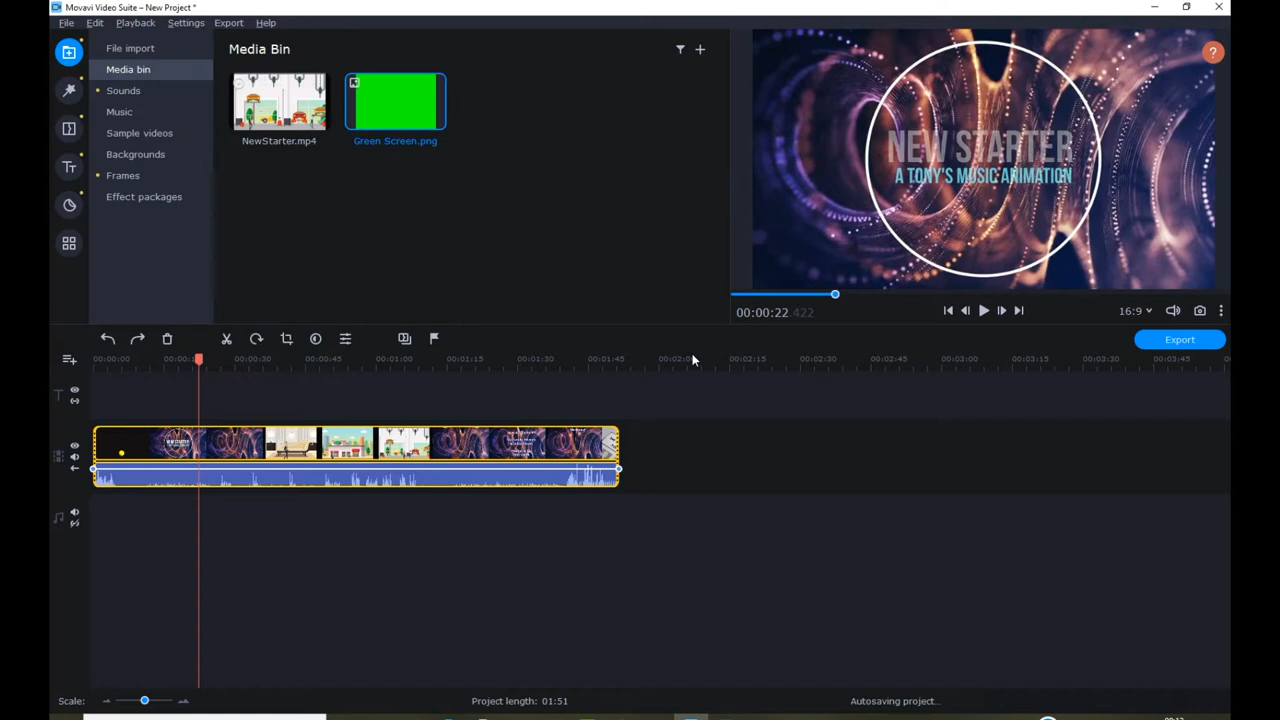 Movavi Video Suite – New Project *
File Edit Playback Settings Export Help
File import
Media bin
Sounds
Music
Sample videos
Backgrounds
Frames
Effect packages
Media Bin
NewStarter.mp4
Green Screen.png
NEW STARTER
A TONY'S MUSIC ANIMATION
?
00:00:22.422
16:9
Export
00:00:00 00:00:30 00:00:45 00:01:00 00:01:15 00:01:30 00:01:45 00:02:15 00:02:30 00:02:45 00:03:00 00:03:15 00:03:30 00:03:45
Scale:
Project length: 01:51
Autosaving project...